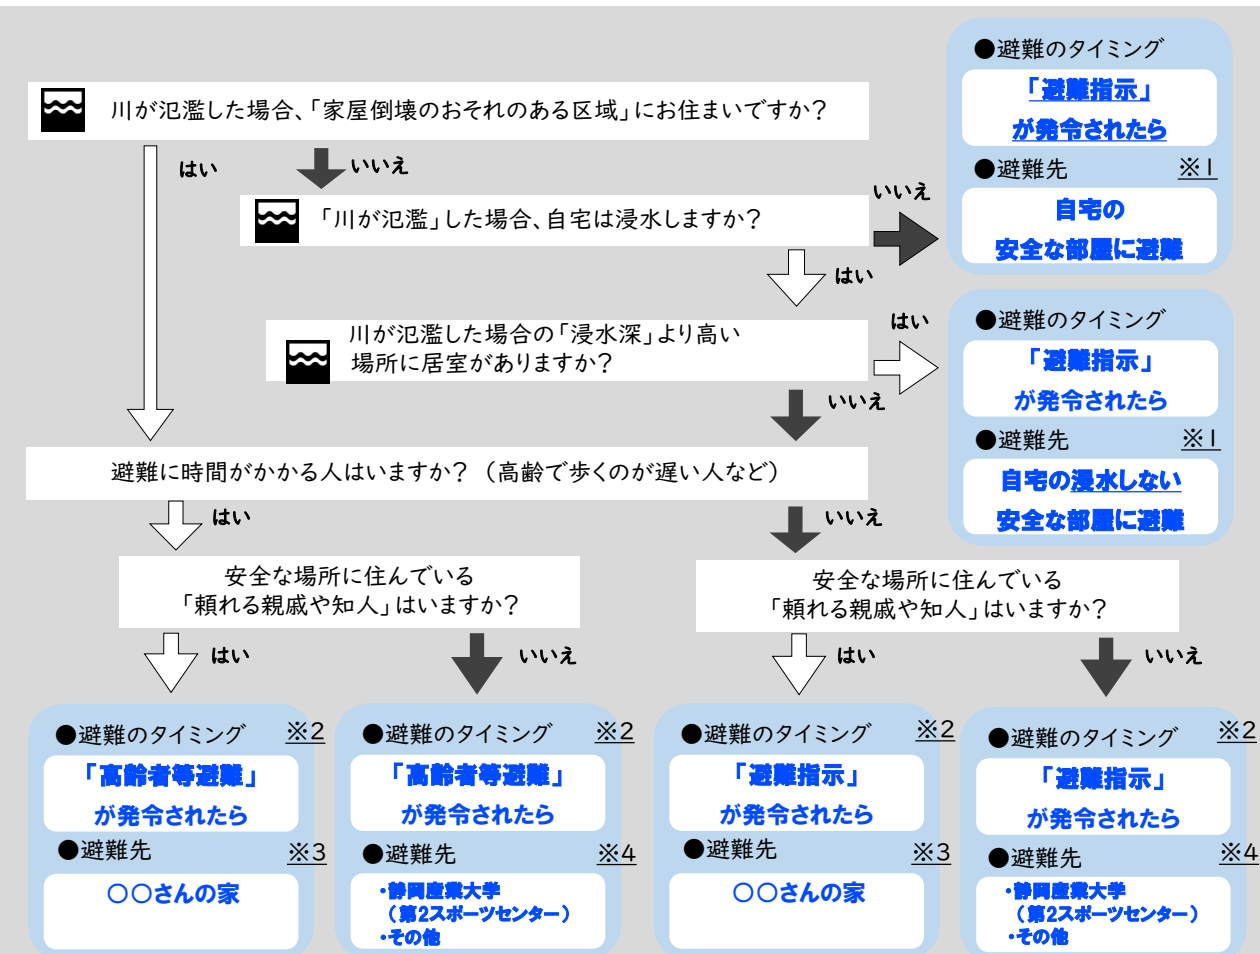 川が氾濫した場合、「家屋倒壊のおそれのある区域」にお住まいですか？
はい
いいえ
「川が氾濫」した場合、自宅は浸水しますか？
いいえ
はい
●避難のタイミング
「避難指示」
が発令されたら
●避難先
※1
自宅の
安全な部屋に避難
川が氾濫した場合の「浸水深」より高い
場所に居室がありますか？
はい
いいえ
●避難のタイミング
「避難指示」
が発令されたら
●避難先
※1
自宅の浸水しない
安全な部屋に避難
避難に時間がかかる人はいますか？（高齢で歩くのが遅い人など）
はい
いいえ
安全な場所に住んでいる
「頼れる親戚や知人」はいますか？
はい
いいえ
安全な場所に住んでいる
「頼れる親戚や知人」はいますか？
はい
いいえ
●避難のタイミング
※2
「高齢者等避難」
が発令されたら
●避難先
※3
〇〇さんの家
●避難のタイミング
※2
「高齢者等避難」
が発令されたら
●避難先
※4
・静岡産業大学
（第2スポーツセンター）
・その他
●避難のタイミング
※2
「避難指示」
が発令されたら
●避難先
※3
〇〇さんの家
●避難のタイミング
※2
「避難指示」
が発令されたら
●避難先
※4
・静岡産業大学
（第2スポーツセンター）
・その他